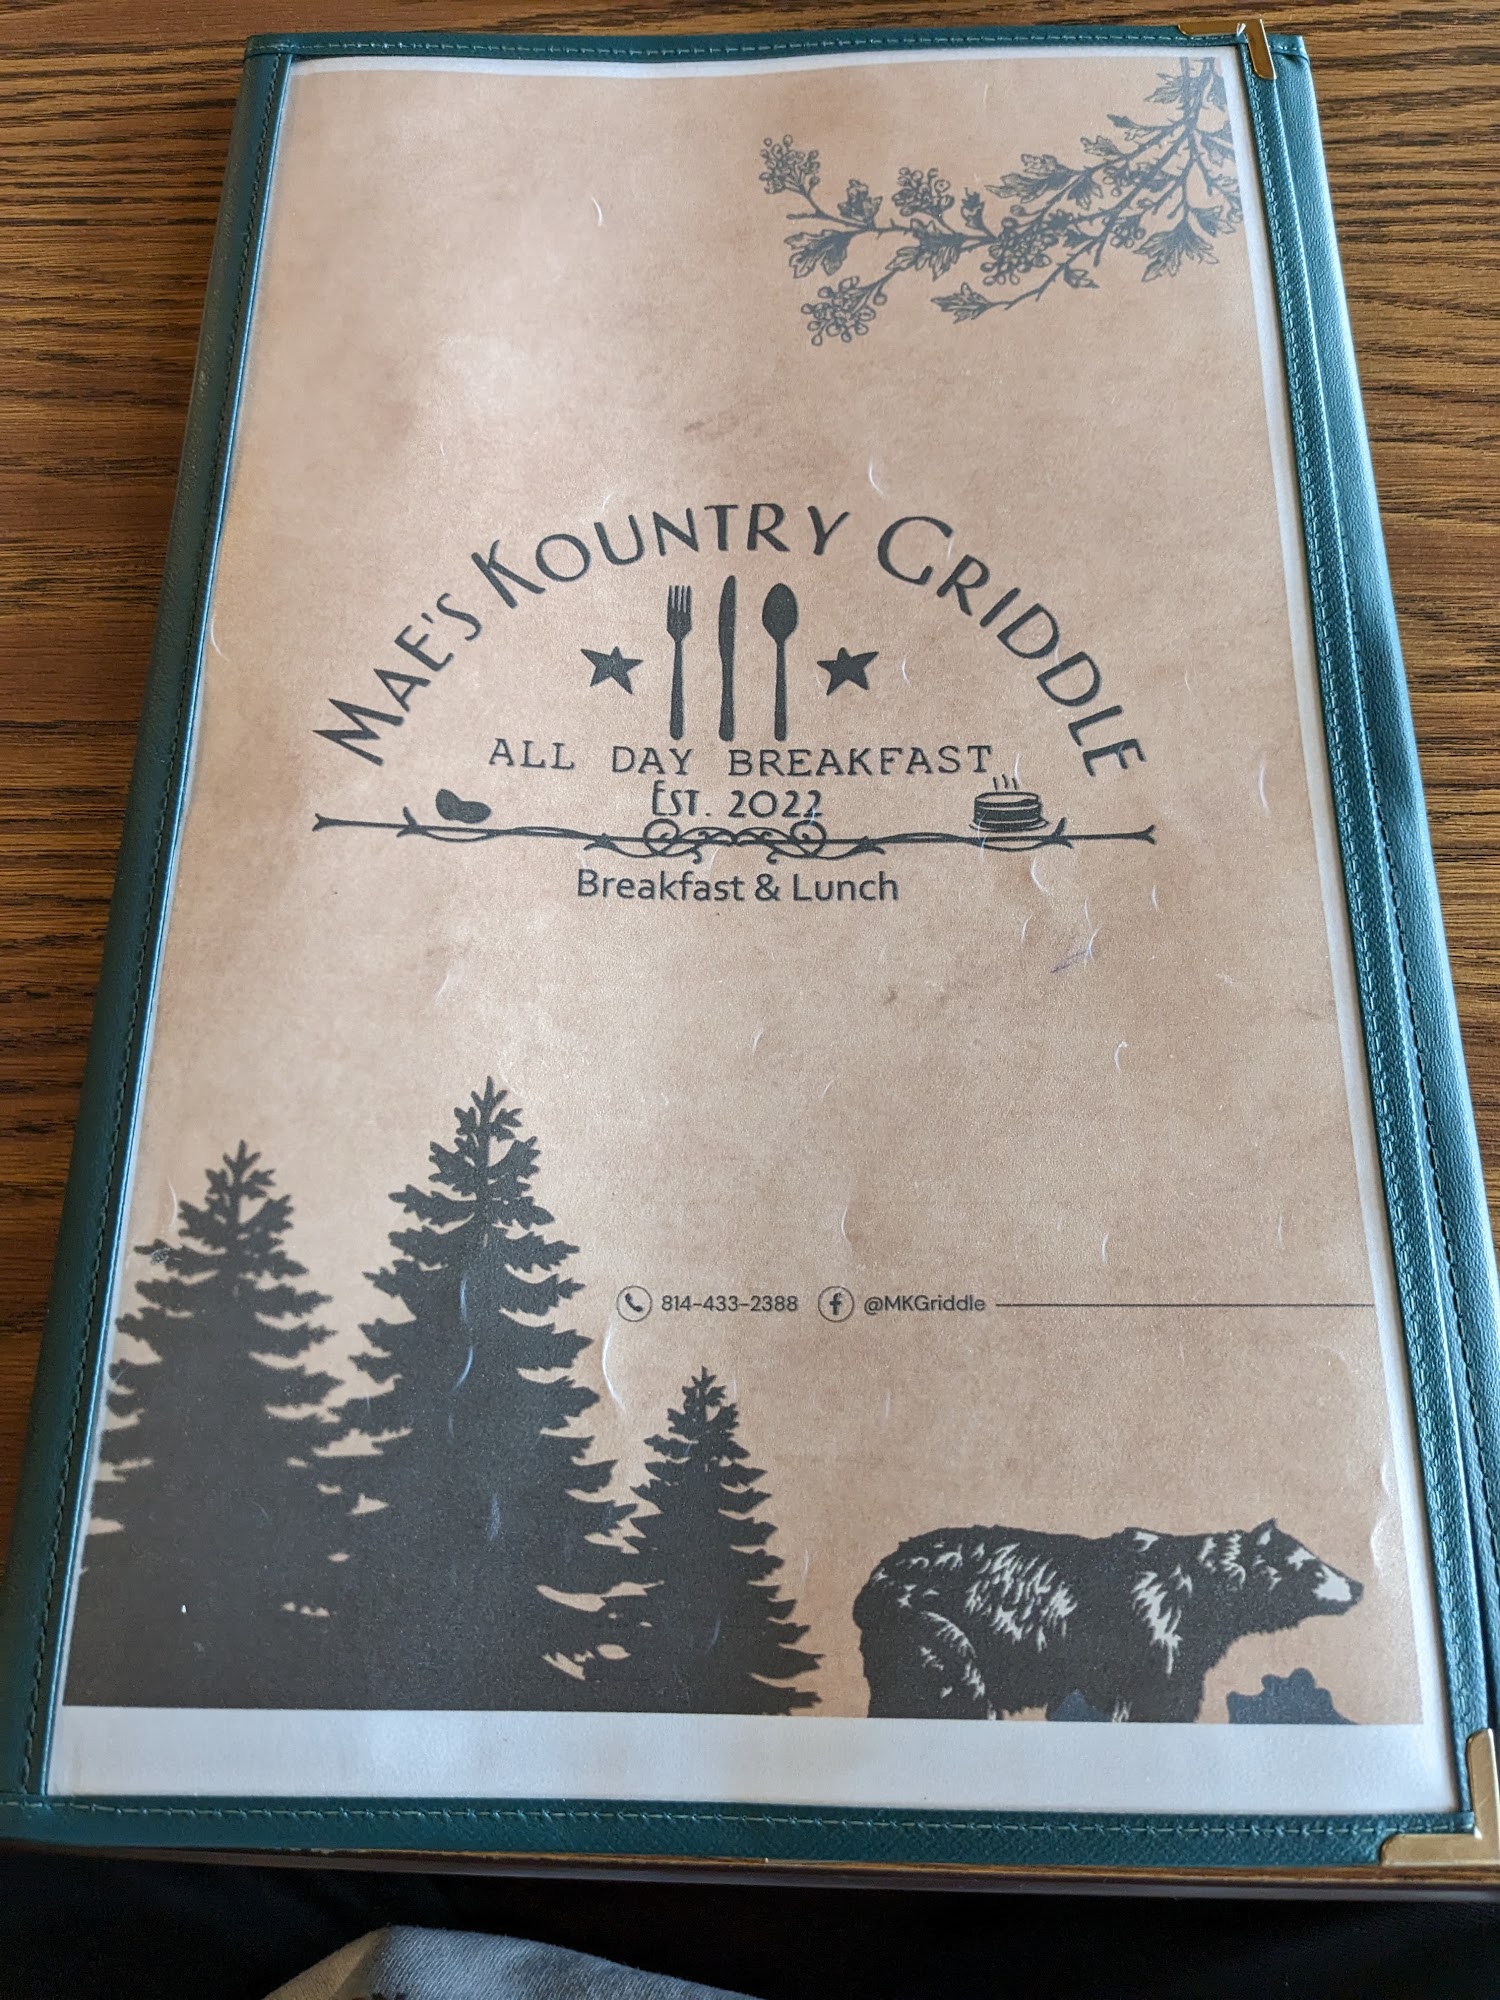 MAE'S KOUNTRY GRIDDLE
ALL DAY BREAKFAST
EST. 2022
Breakfast & Lunch
814-433-2388 @MKGriddle